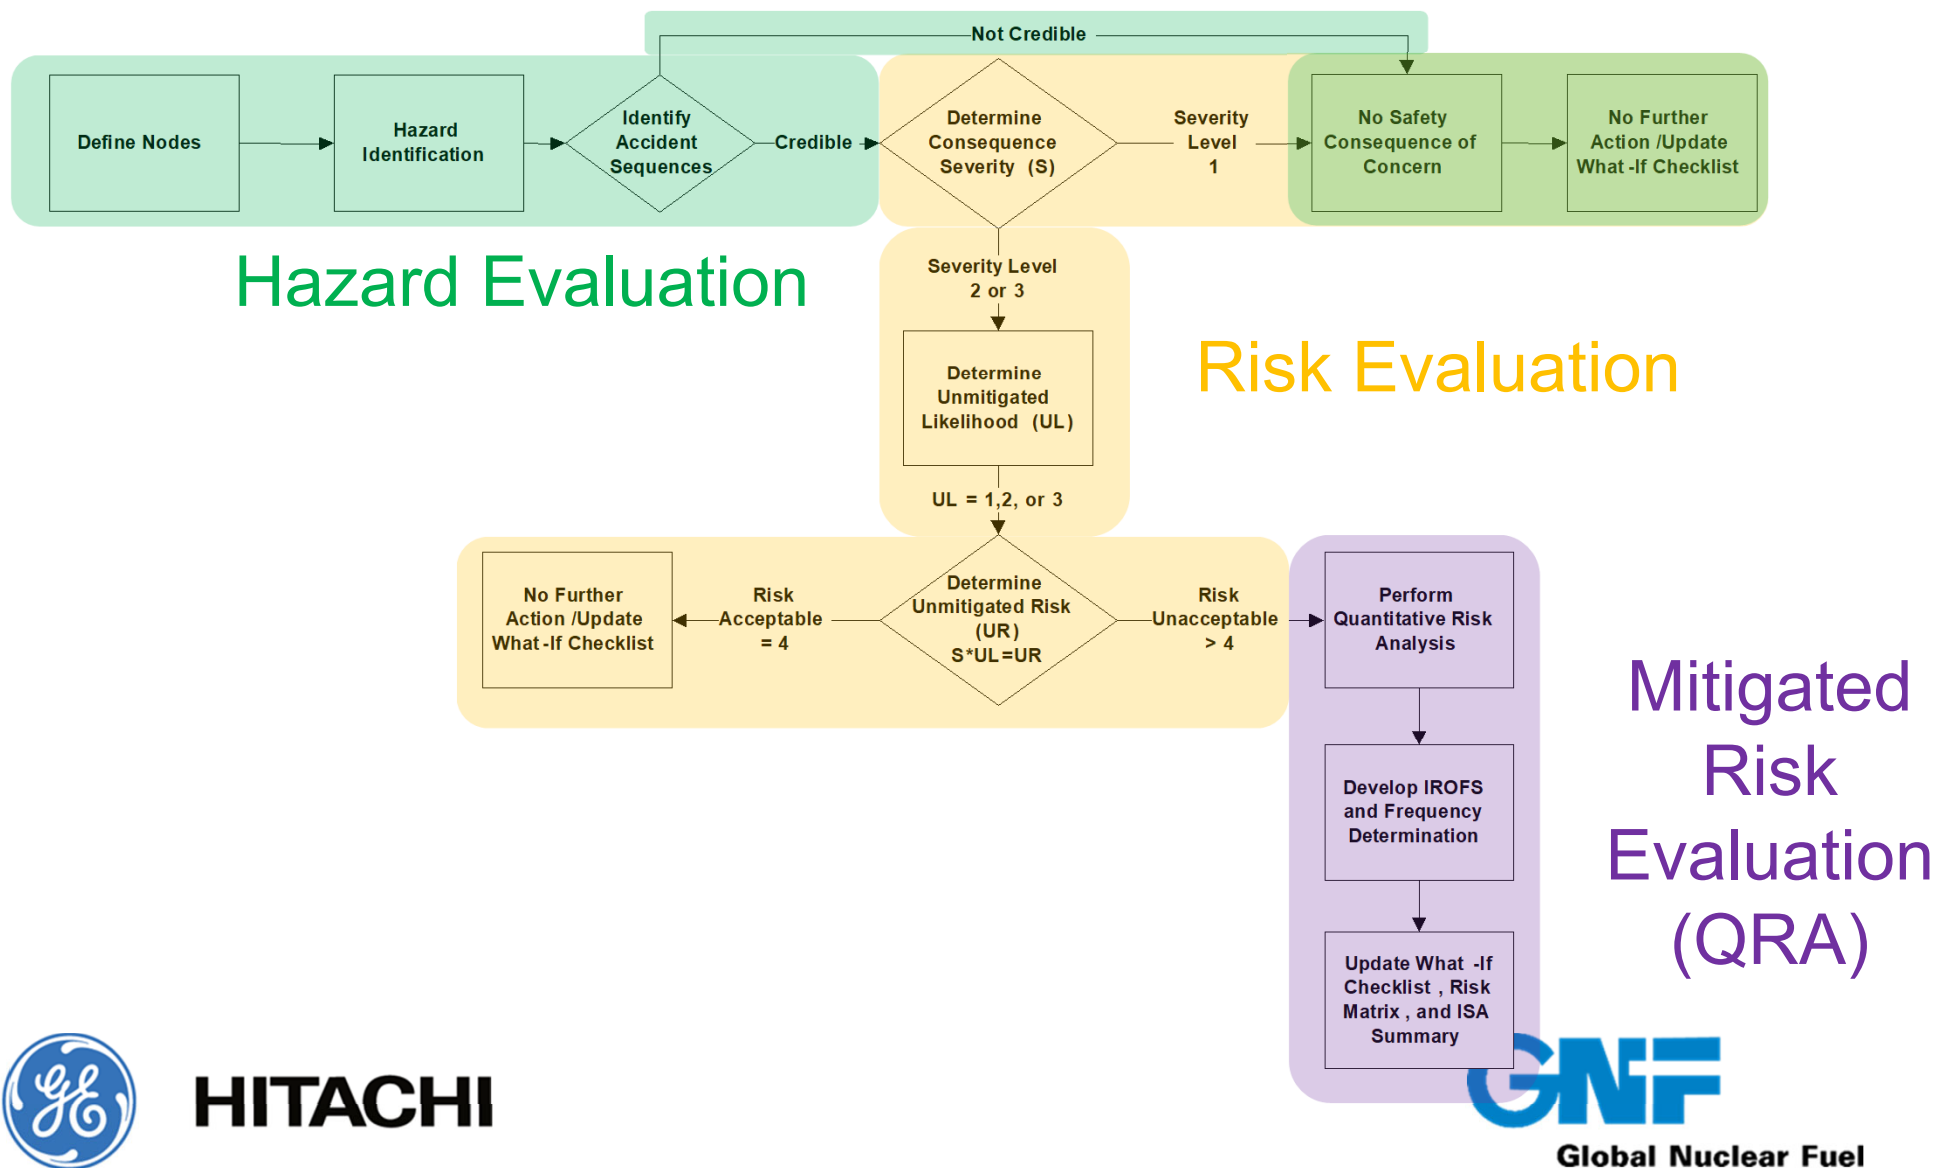 Not Credible
Define Nodes
Hazard
Identification
Identify
Accident
Sequences
Credible
Determine
Consequence
Severity (S)
Severity
Level
1
No Safety
Consequence of
Concern
No Further
Action /Update
What -If Checklist
Hazard Evaluation
Severity Level
2 or 3
Risk Evaluation
Determine
Unmitigated
Likelihood (UL)
UL = 1,2, or 3
No Further
Action /Update
What -If Checklist
Risk
Acceptable
= 4
Determine
Unmitigated Risk
(UR)
S*UL=UR
Risk
Unacceptable
> 4
Perform
Quantitative Risk
Analysis
Mitigated
Risk
Evaluation
(QRA)
Develop IROFS
and Frequency
Determination
Update What -If
Checklist , Risk
Matrix , and ISA
Summary
GE
HITACHI
GNF
Global Nuclear Fuel